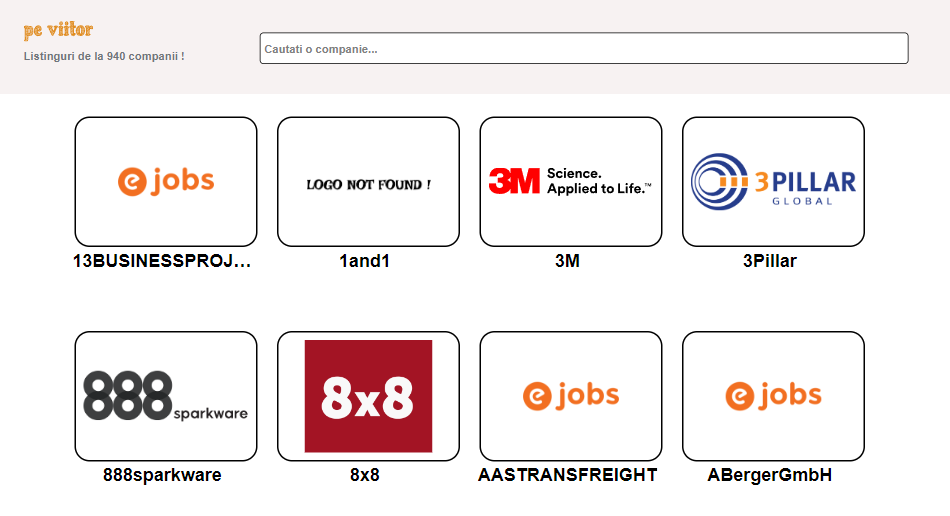 pe viitor
Listinguri de la 940 companii !
Cautati o companie...
e jobs
LOGO NOT FOUND !
3M Science.
Applied to Life.™
3PILLAR
GLOBAL
13BUSINESSPROJ...
1and1
3M
3Pillar
888 sparkware
8x8
e jobs
e jobs
888sparkware
8x8
AASTRANSFREIGHT
ABergerGmbH